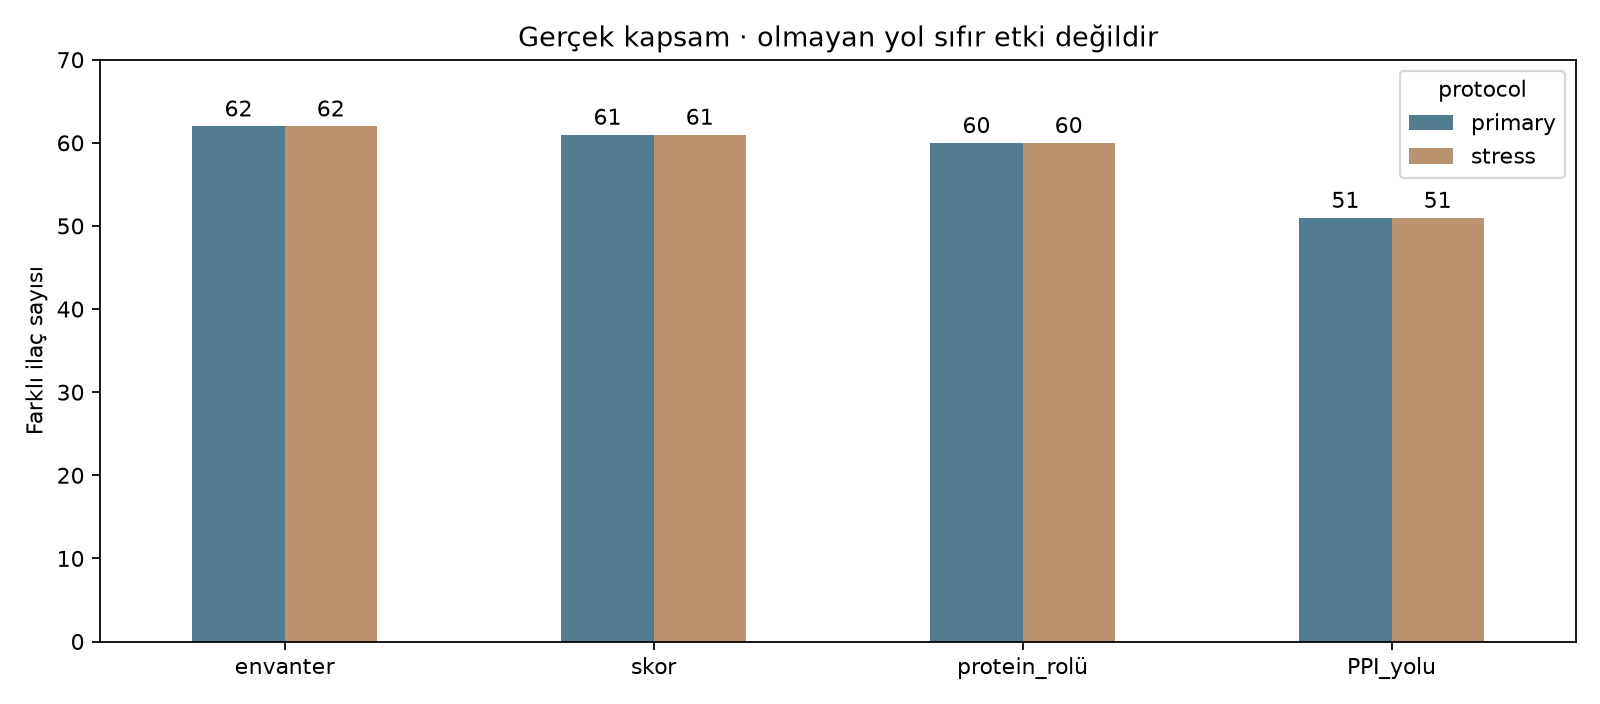 Gerçek kapsam · olmayan yol sıfır etki değildir
Farklı ilaç sayısı
70
60
50
40
30
20
10
0
62 62
61 61
60 60
51 51
protocol
primary
stress
envanter skor protein_rolü PPI_yolu